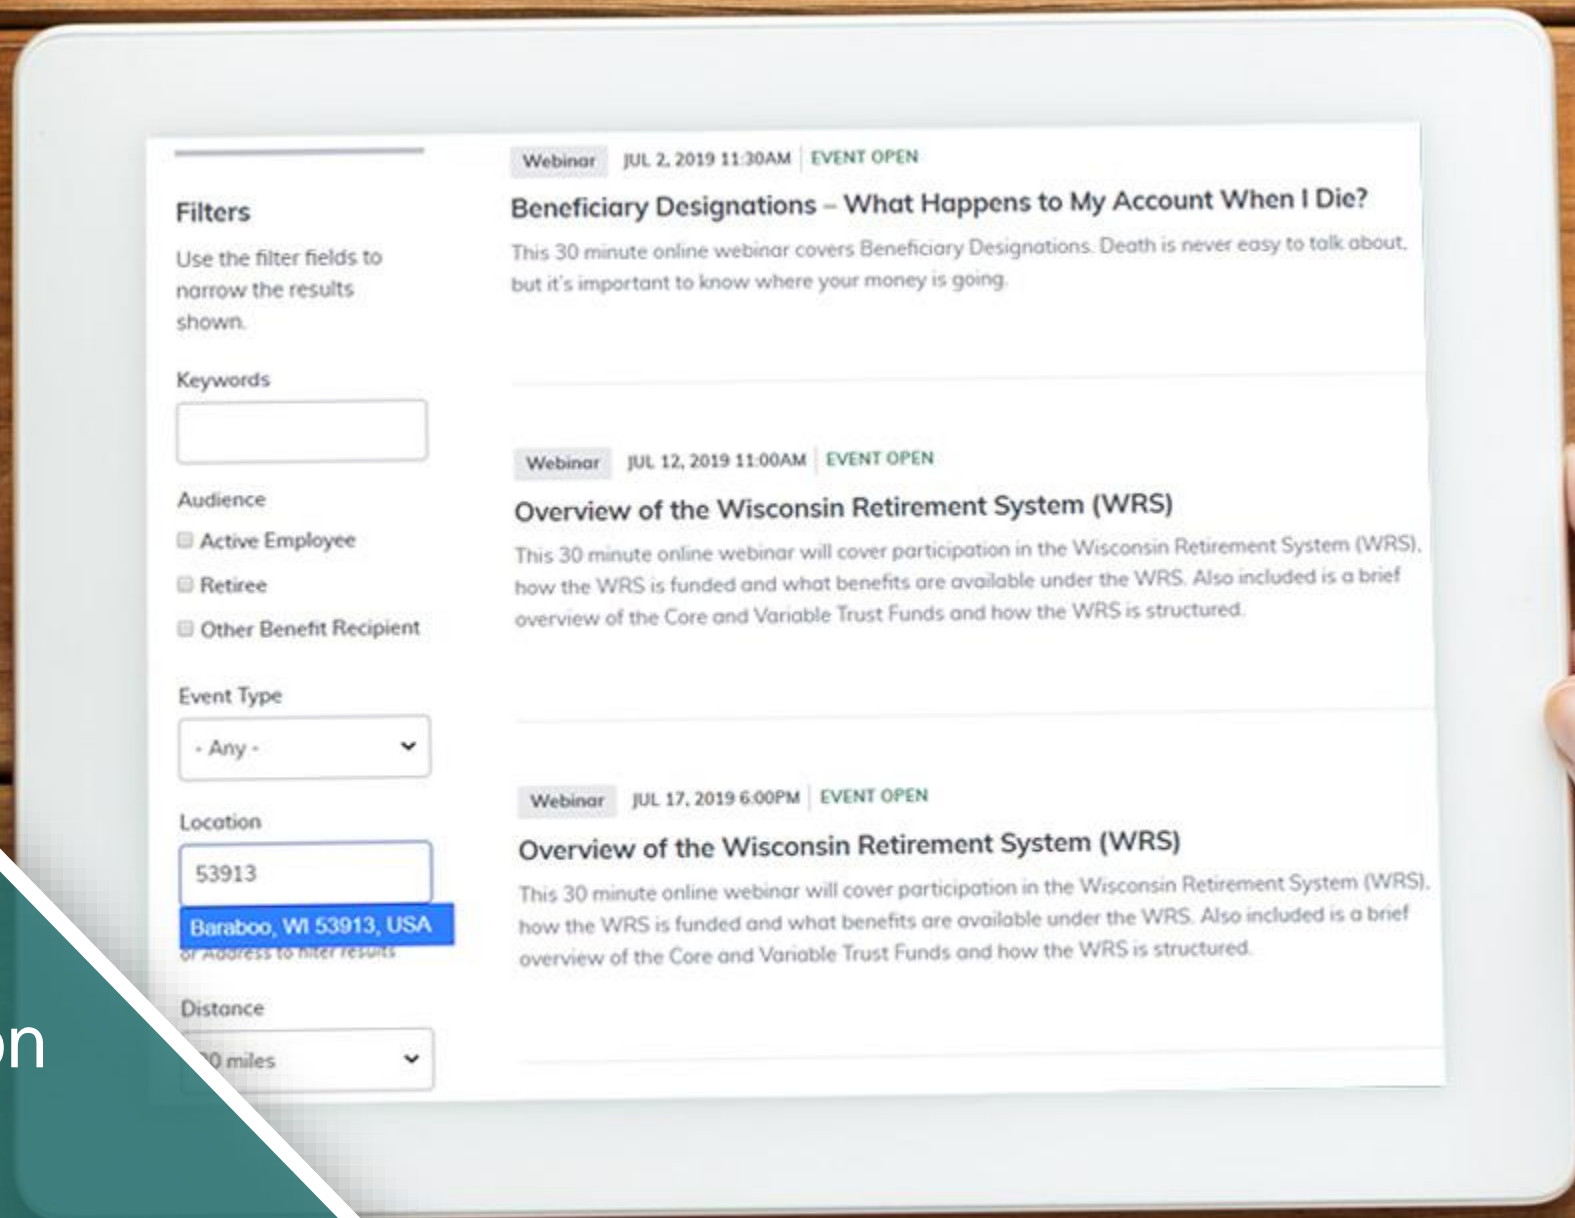 Filters
Use the filter fields to
narrow the results
shown.
Keywords
Audience
Active Employee
Retiree
Other Benefit Recipient
Event Type
- Any -
Location
53913
Baraboo, WI 53913, USA
or Address to filter results
Distance
miles
Webinar JUL 2, 2019 11:30AM EVENT OPEN
Beneficiary Designations – What Happens to My Account When I Die?
This 30 minute online webinar covers Beneficiary Designations. Death is never easy to talk about,
but it's important to know where your money is going.
Webinar JUL 12, 2019 11:00AM EVENT OPEN
Overview of the Wisconsin Retirement System (WRS)
This 30 minute online webinar will cover participation in the Wisconsin Retirement System (WRS),
how the WRS is funded and what benefits are available under the WRS. Also included is a brief
overview of the Core and Variable Trust Funds and how the WRS is structured.
Webinar JUL 17, 2019 6:00PM EVENT OPEN
Overview of the Wisconsin Retirement System (WRS)
This 30 minute online webinar will cover participation in the Wisconsin Retirement System (WRS),
how the WRS is funded and what benefits are available under the WRS. Also included is a brief
overview of the Core and Variable Trust Funds and how the WRS is structured.